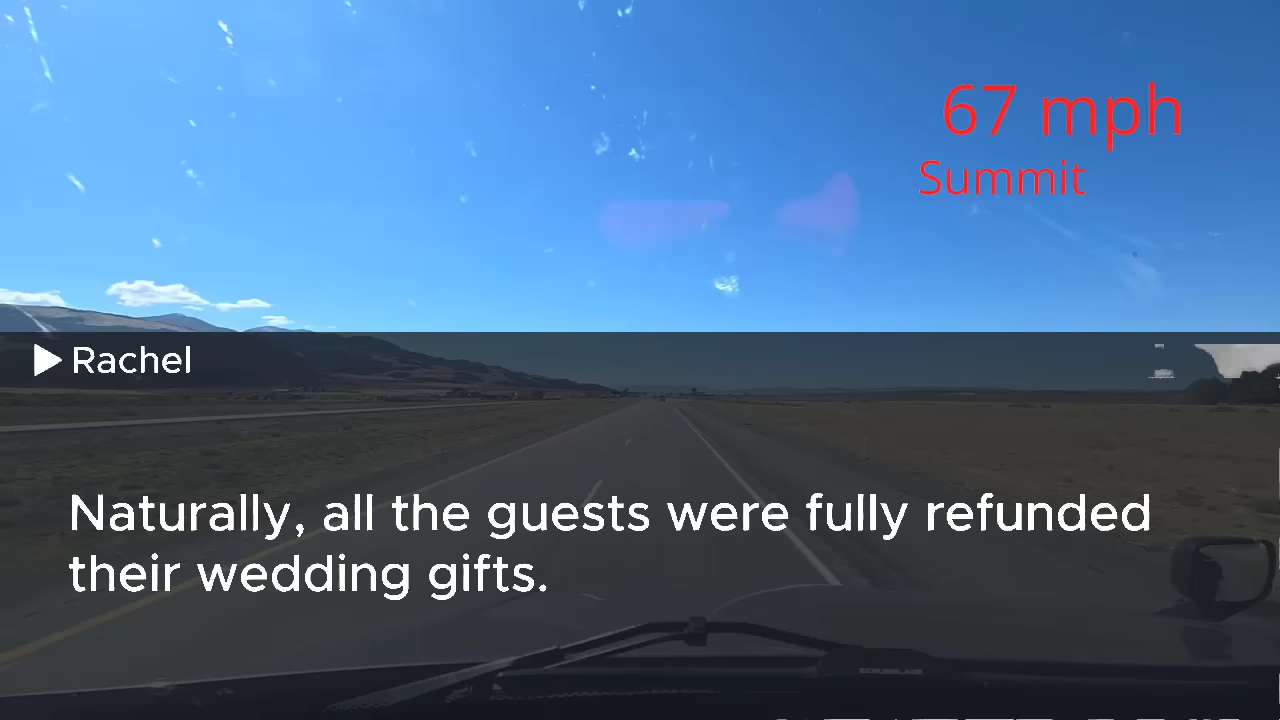 67 mph
Summit
Rachel
Naturally, all the guests were fully refunded
their wedding gifts.